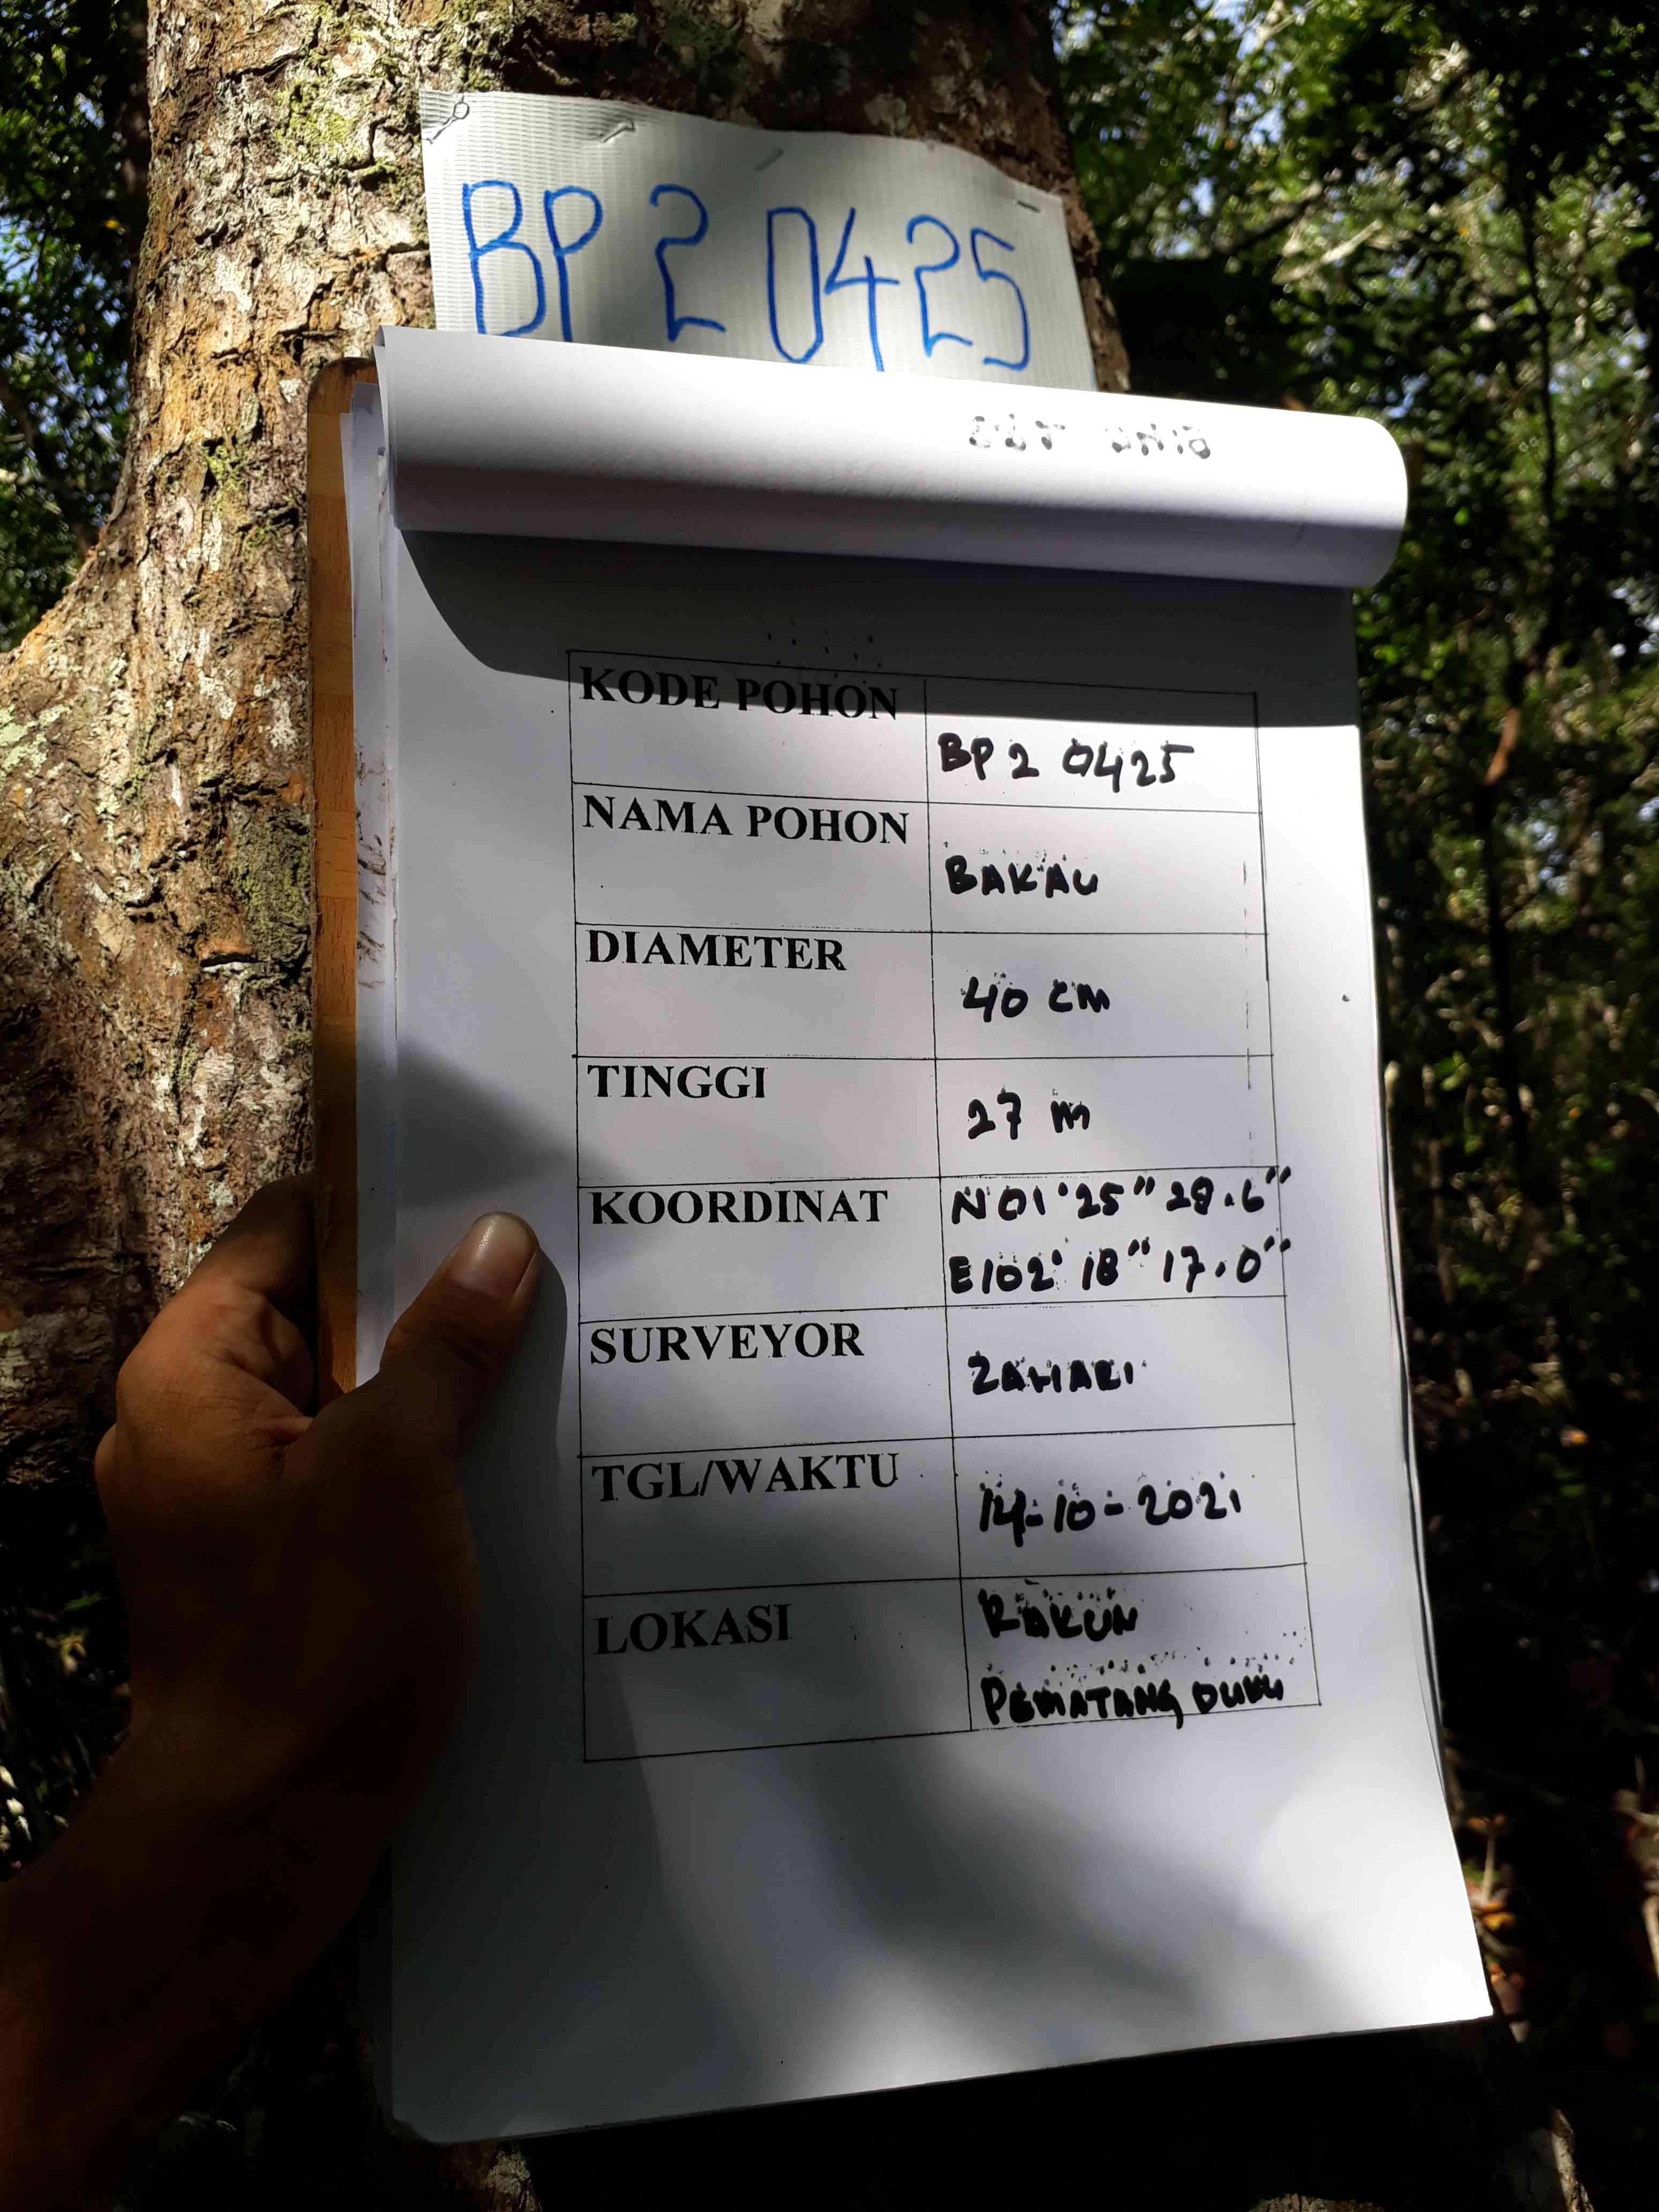 BP 2 0425
KODE POHON
BP 2 0425
NAMA POHON
BAKAU
DIAMETER
40 cm
TINGGI
27 m
KOORDINAT
N 01° 25" 28.6"
E 102° 18" 17.0"
SURVEYOR
ZAHARI
TGL/WAKTU
14-10-2021
LOKASI
RAKUN
PEMATANG DUKU